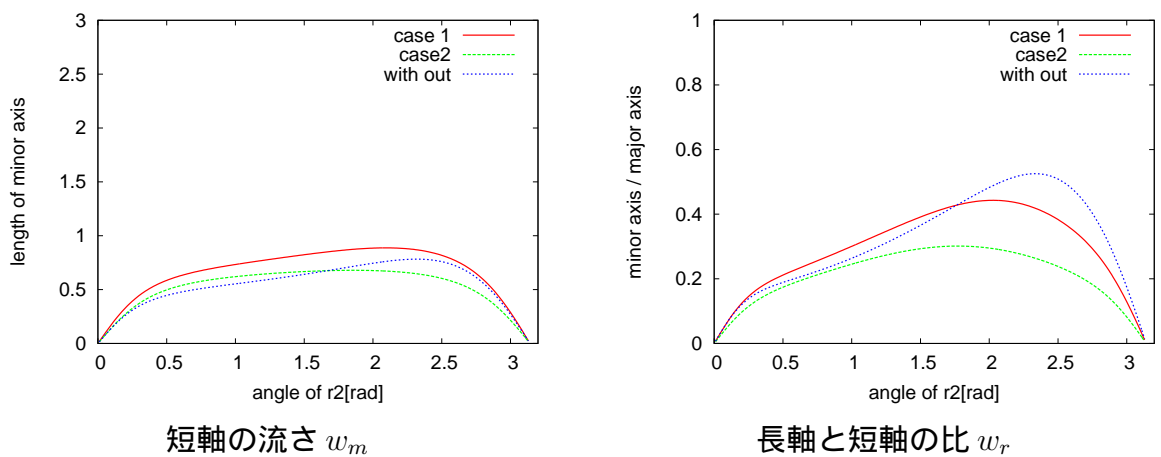 3
2.5
2
1.5
1
0.5
0
length of minor axis
case 1
case2
with out
0 0.5 1 1.5 2 2.5 3
angle of r2[rad]
短軸の流さ w_m
1
0.8
0.6
0.4
0.2
0
minor axis / major axis
case 1
case2
with out
0 0.5 1 1.5 2 2.5 3
angle of r2[rad]
長軸と短軸の比 w_r